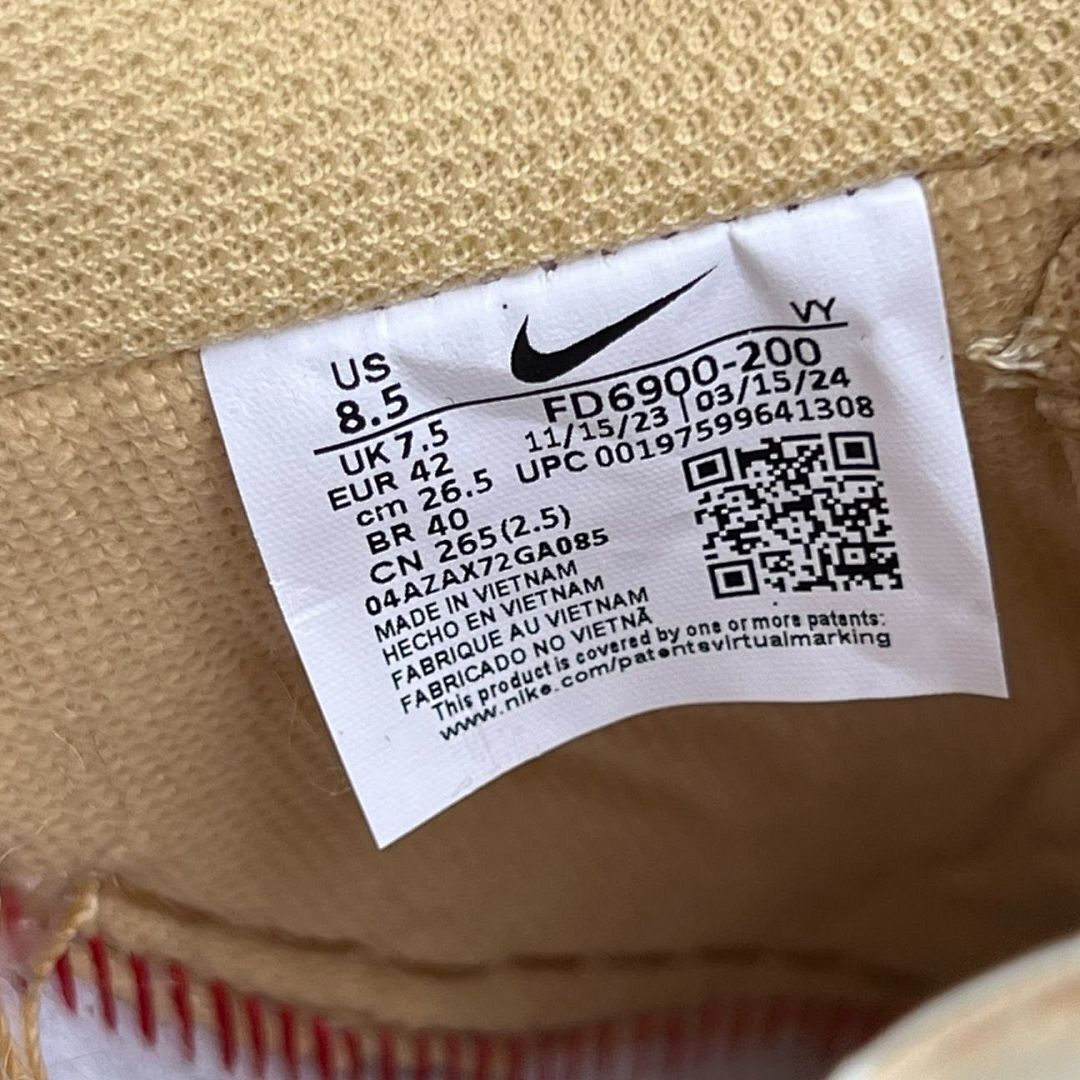 VY
US
8.5
FD6900-200
UK 7.5
11/15/23 | 03/15/24
EUR 42
UPC 00197599641308
cm 26.5
BR 40
CN 265(2.5)
04AZAX72GA085
MADE IN VIETNAM
HECHO EN VIETNAM
FABRIQUE AU VIETNAM
FABRICADO NO VIETNÃ
This product is covered by one or more patents:
www.nike.com/patentsvirtualmarking